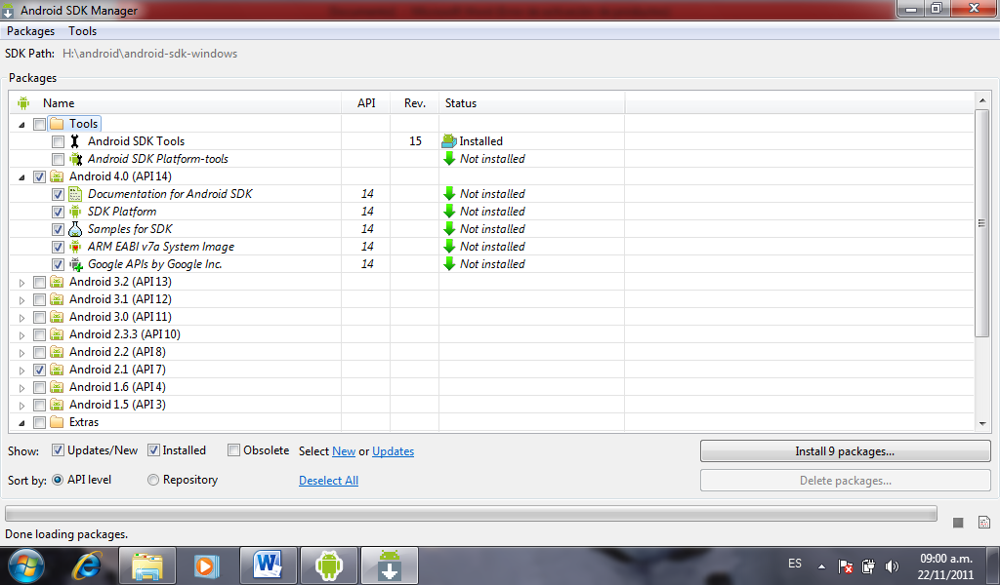 Android SDK Manager
Packages Tools
SDK Path: H:\android\android-sdk-windows
Packages
Name API Rev. Status
Tools
Android SDK Tools 15 Installed
Android SDK Platform-tools Not installed
Android 4.0 (API 14)
Documentation for Android SDK 14 Not installed
SDK Platform 14 Not installed
Samples for SDK 14 Not installed
ARM EABI v7a System Image 14 Not installed
Google APIs by Google Inc. 14 Not installed
Android 3.2 (API 13)
Android 3.1 (API 12)
Android 3.0 (API 11)
Android 2.3.3 (API 10)
Android 2.2 (API 8)
Android 2.1 (API 7)
Android 1.6 (API 4)
Android 1.5 (API 3)
Extras
Show: Updates/New Installed Obsolete Select New or Updates Install 9 packages...
Sort by: API level Repository Deselect All Delete packages...
Done loading packages.
ES 09:00 a.m.
22/11/2011